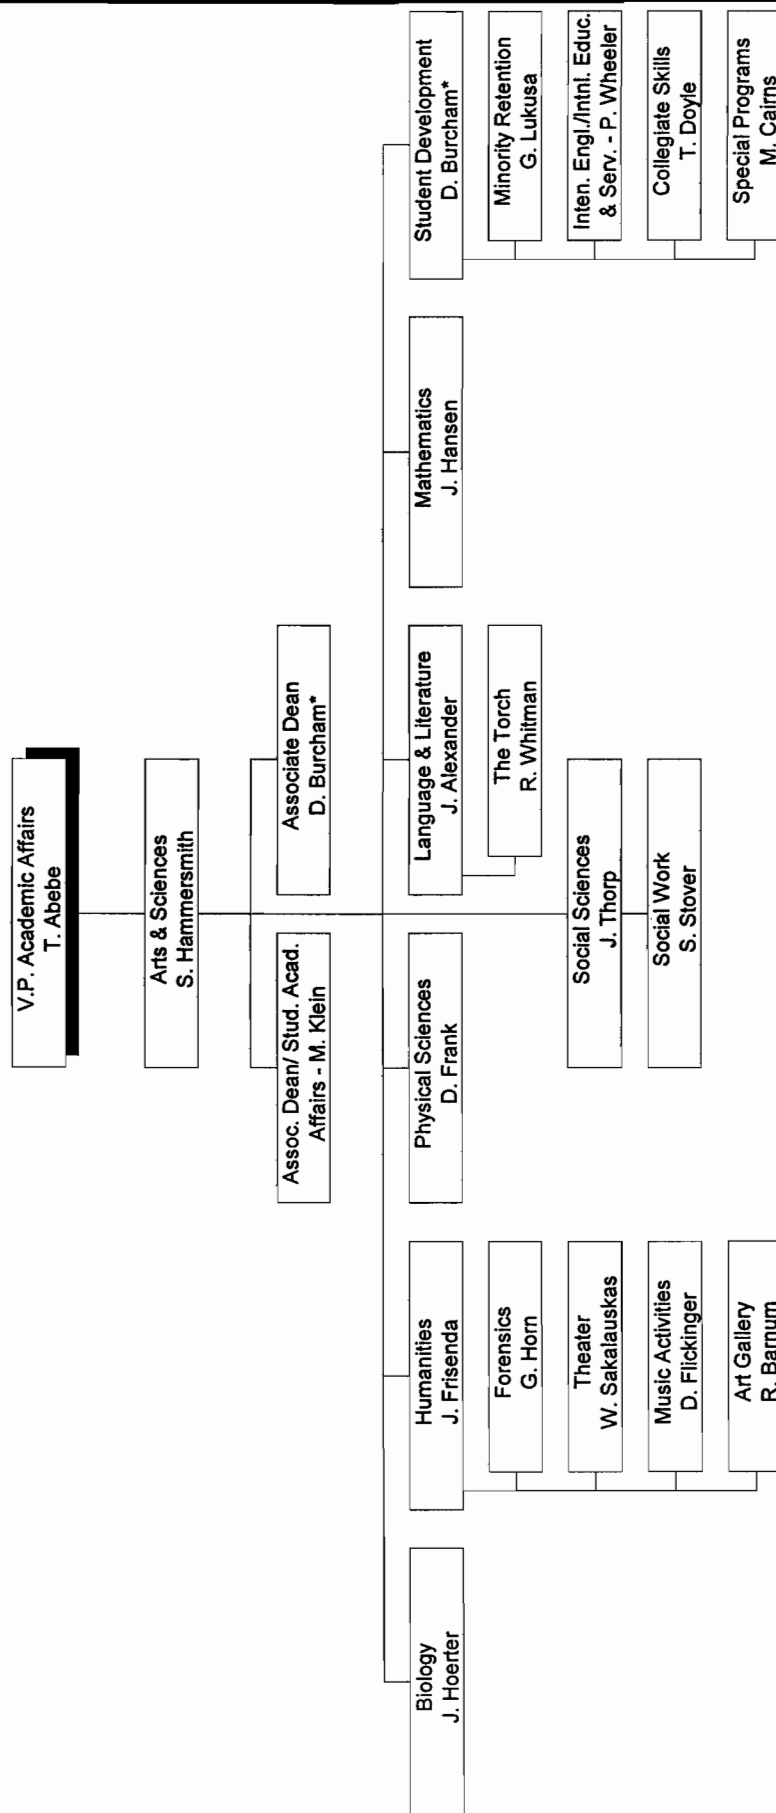 V.P. Academic Affairs
T. Abebe
Arts & Sciences
S. Hammersmith
Assoc. Dean/ Stud. Acad.
Affairs - M. Klein
Associate Dean
D. Burcham*
Biology
J. Hoerter
Humanities
J. Frisenda
Forensics
G. Horn
Theater
W. Sakalauskas
Music Activities
D. Flickinger
Art Gallery
R. Barnum
Physical Sciences
D. Frank
Social Sciences
J. Thorp
Social Work
S. Stover
Language & Literature
J. Alexander
The Torch
R. Whitman
Mathematics
J. Hansen
Student Development
D. Burcham*
Minority Retention
G. Lukusa
Inten. Engl./Intnl. Educ.
& Serv. - P. Wheeler
Collegiate Skills
T. Doyle
Special Programs
M. Cairns